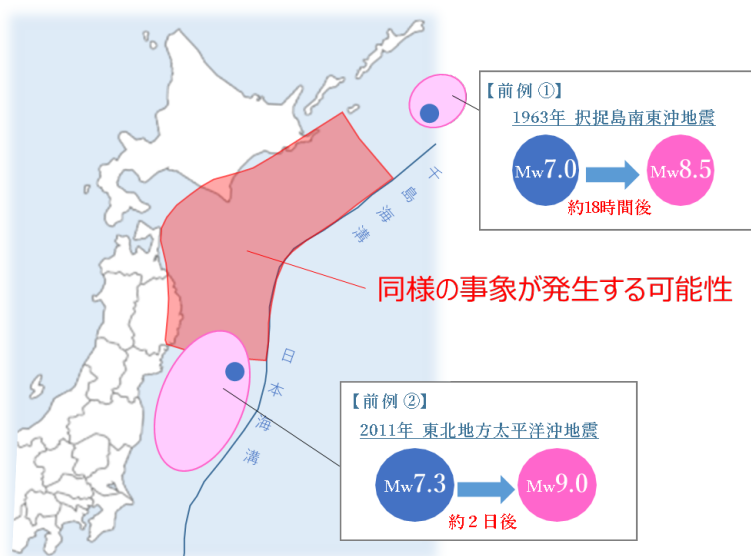 【前例①】
1963年 択捉島南東沖地震
Mw7.0
Mw8.5
約18時間後
千島海溝
同様の事象が発生する可能性
日本海溝
【前例②】
2011年 東北地方太平洋沖地震
Mw7.3
Mw9.0
約２日後